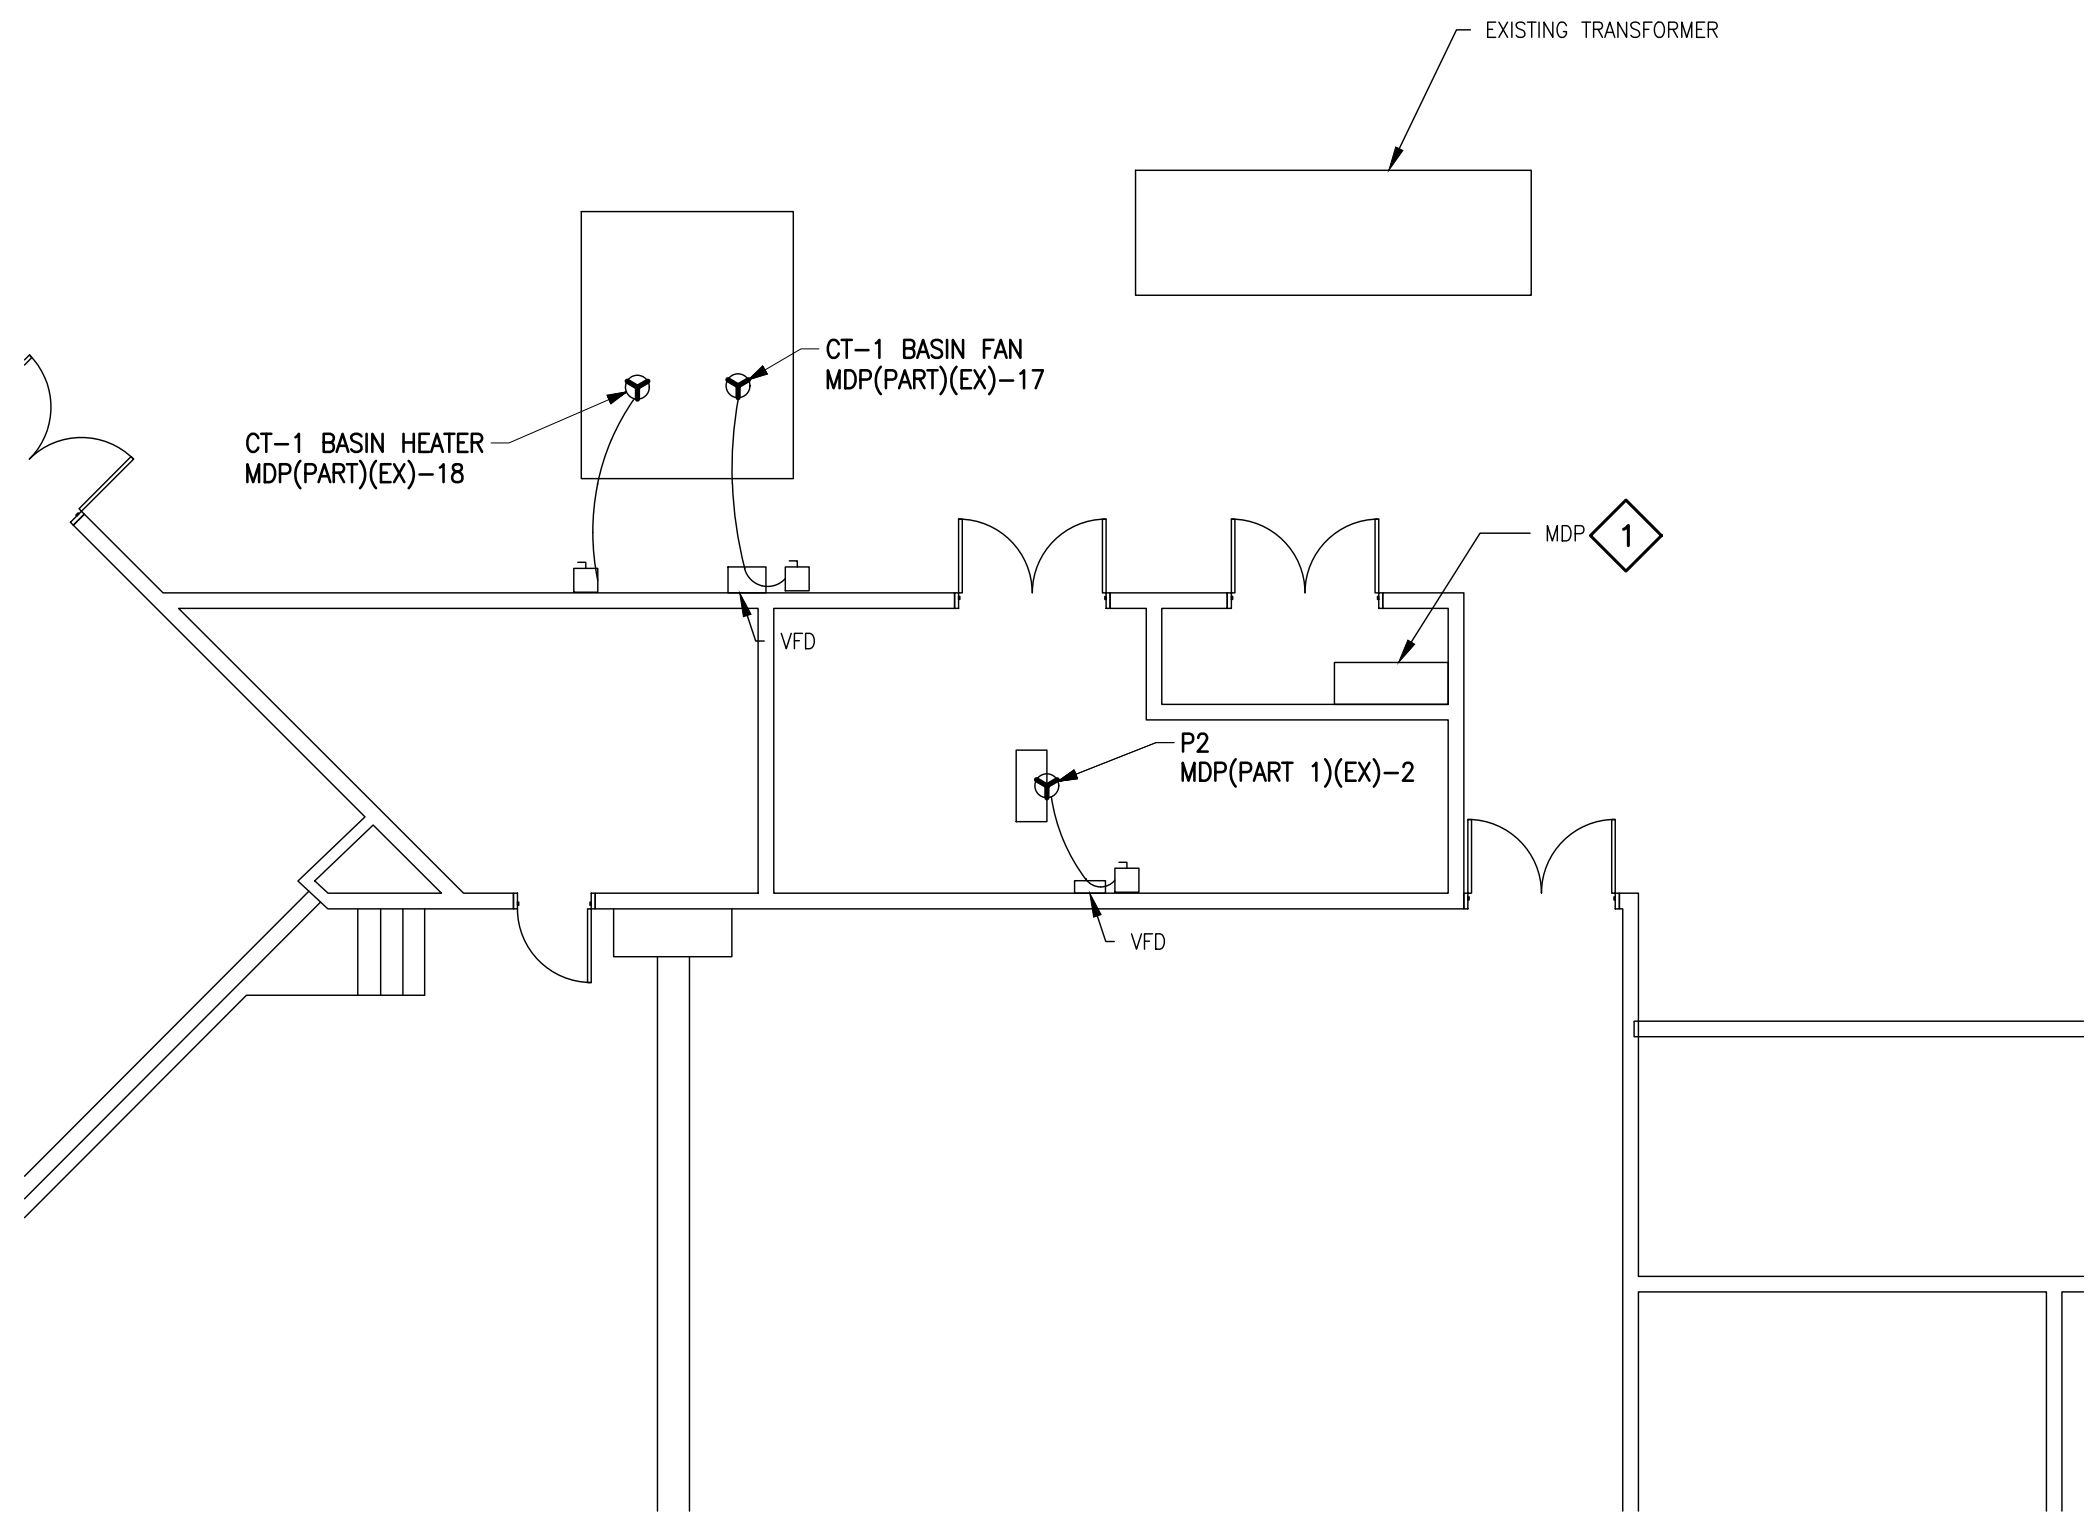 EXISTING TRANSFORMER
CT-1 BASIN FAN
MDP(PART)(EX)-17
CT-1 BASIN HEATER
MDP(PART)(EX)-18
MDP 1
VFD
P2
MDP(PART 1)(EX)-2
VFD